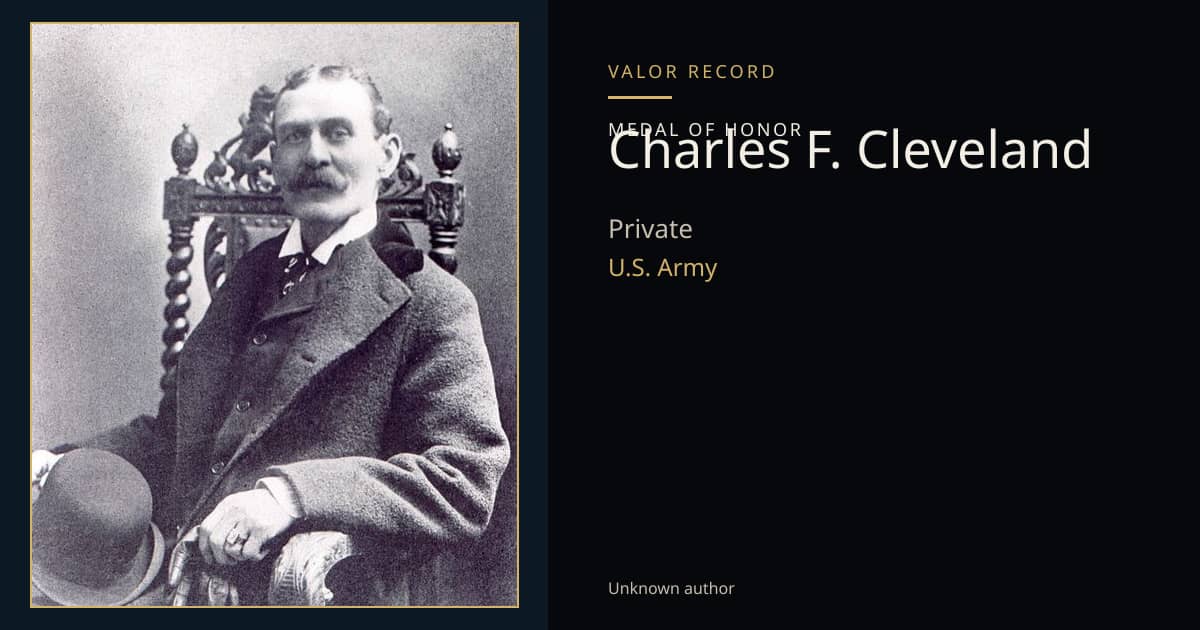 VALOR RECORD
MEDAL OF HONOR
Charles F. Cleveland
Private
U.S. Army
Unknown author